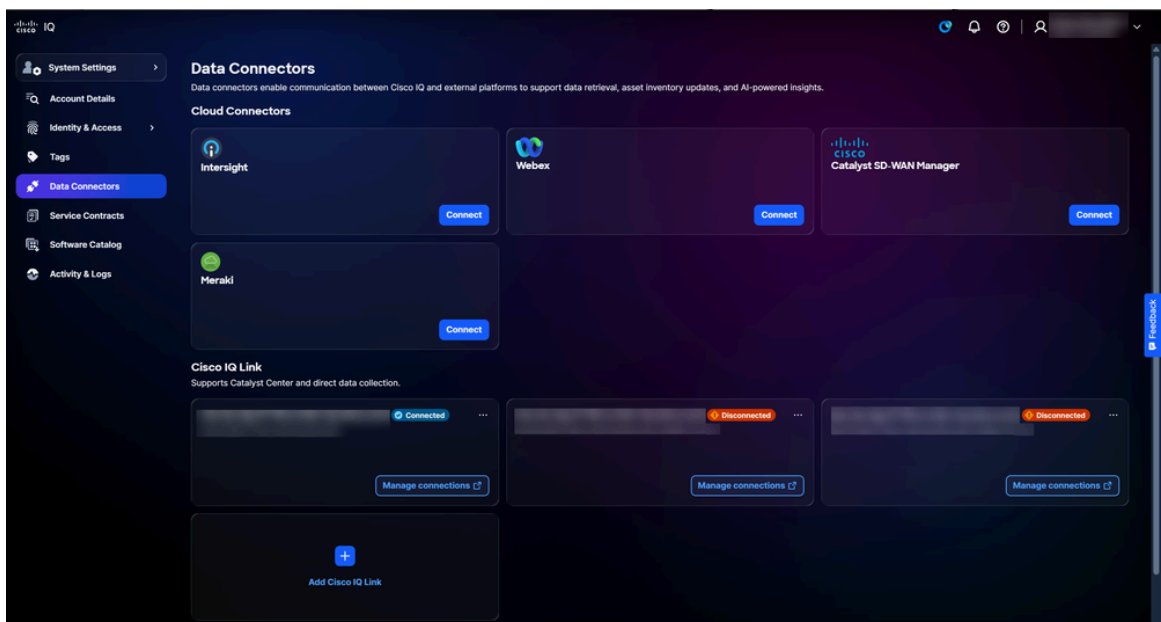 CISCO IQ
System Settings
Account Details
Identity & Access
Tags
Data Connectors
Service Contracts
Software Catalog
Activity & Logs
Data Connectors
Data connectors enable communication between Cisco IQ and external platforms to support data retrieval, asset inventory updates, and AI-powered insights.
Cloud Connectors
Intersight
Connect
Webex
Connect
CISCO
Catalyst SD-WAN Manager
Connect
Meraki
Connect
Cisco IQ Link
Supports Catalyst Center and direct data collection.
Connected
Manage connections
Disconnected
Manage connections
Disconnected
Manage connections
Add Cisco IQ Link
Feedback